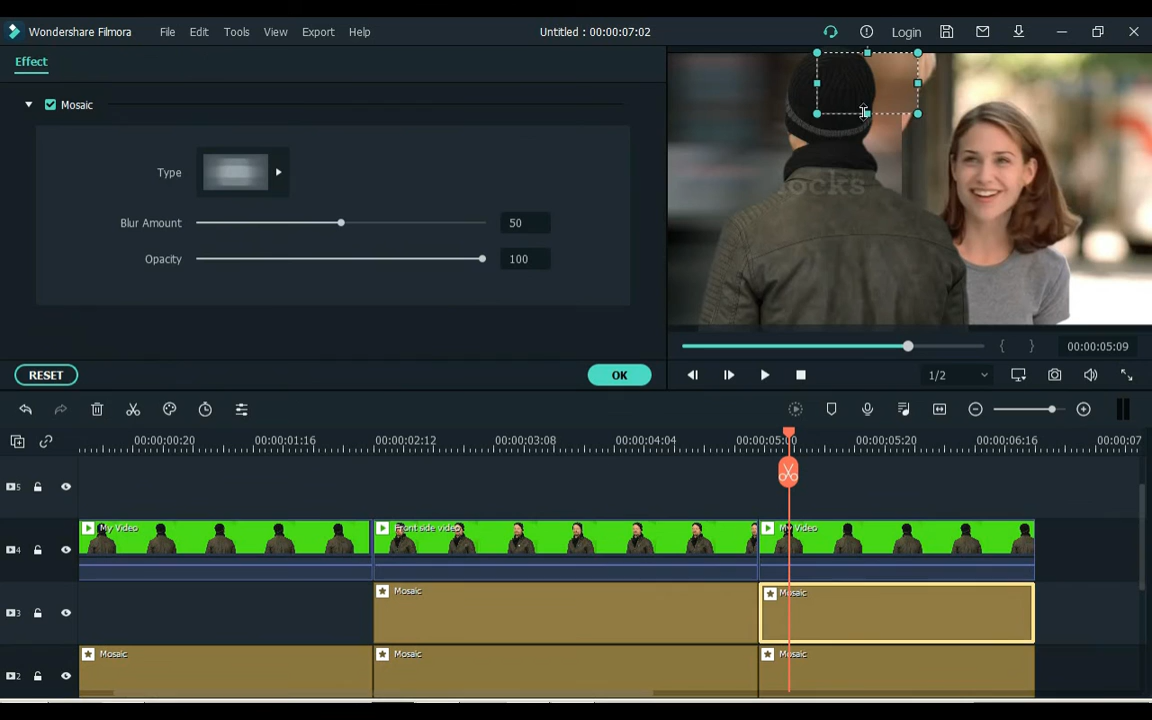 Wondershare Filmora File Edit Tools View Export Help Untitled : 00:00:07:02 Login
Effect
Mosaic
Type
Blur Amount 50
Opacity 100
RESET OK
ocks
00:00:05:09
1/2
00:00:00:20 00:00:01:16 00:00:02:12 00:00:03:08 00:00:04:04 00:00:05:00 00:00:05:20 00:00:06:16 00:00:07
5
4 My Video Front side video My Video
3 Mosaic Mosaic
2 Mosaic Mosaic Mosaic